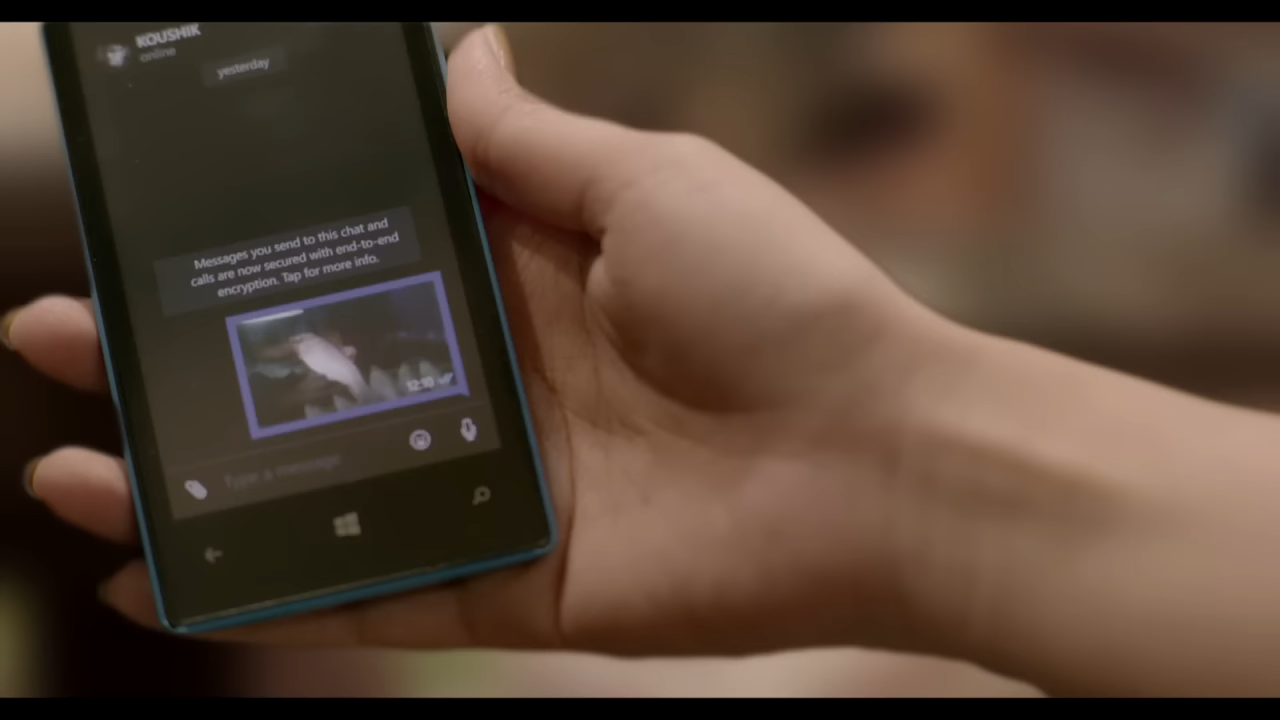 KOUSHIK
online
yesterday
Messages you send to this chat and
calls are now secured with end-to-end
encryption. Tap for more info.
12:10
Type a message